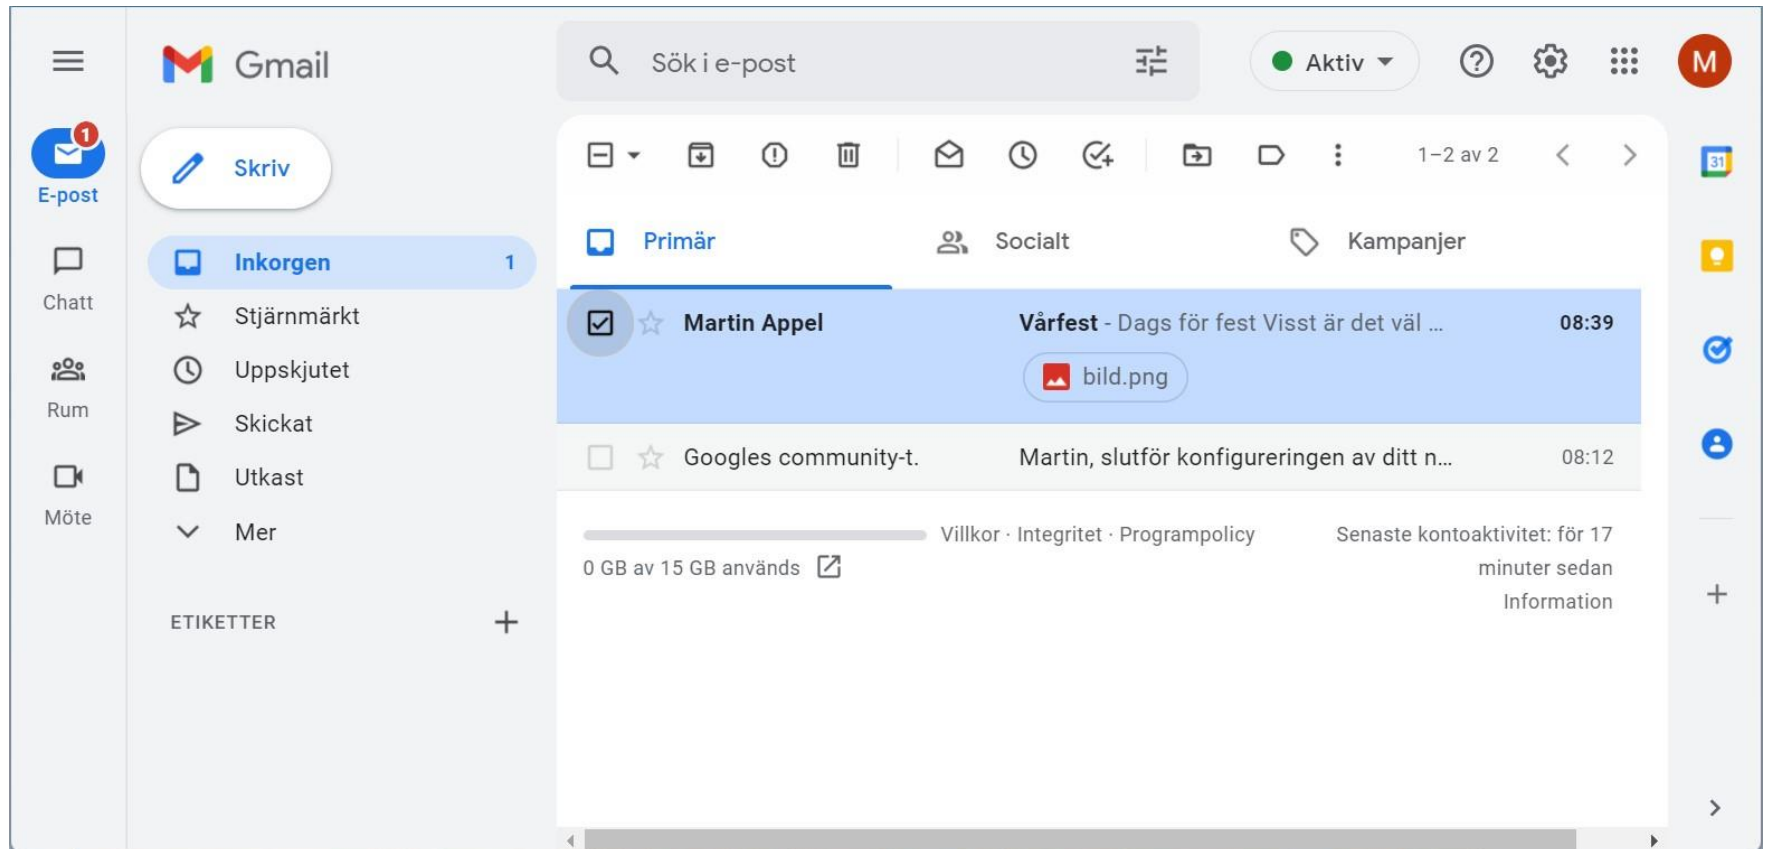 Gmail
Sök i e-post
Aktiv
M
1
E-post
Chatt
Rum
Möte
Skriv
Inkorgen 1
Stjärnmärkt
Uppskjutet
Skickat
Utkast
Mer
ETIKETTER
1–2 av 2
Primär
Socialt
Kampanjer
Martin Appel Vårfest - Dags för fest Visst är det väl ... 08:39
bild.png
Googles community-t. Martin, slutför konfigureringen av ditt n... 08:12
0 GB av 15 GB används
Villkor · Integritet · Programpolicy
Senaste kontoaktivitet: för 17
minuter sedan
Information
31